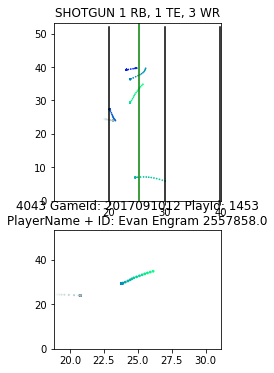 SHOTGUN 1 RB, 1 TE, 3 WR
50
40
30
20
10
0
20 30 40
4043 GameId: 2017091012 PlayId: 1453
PlayerName + ID: Evan Engram 2557858.0
40
20
0
20.0 22.5 25.0 27.5 30.0